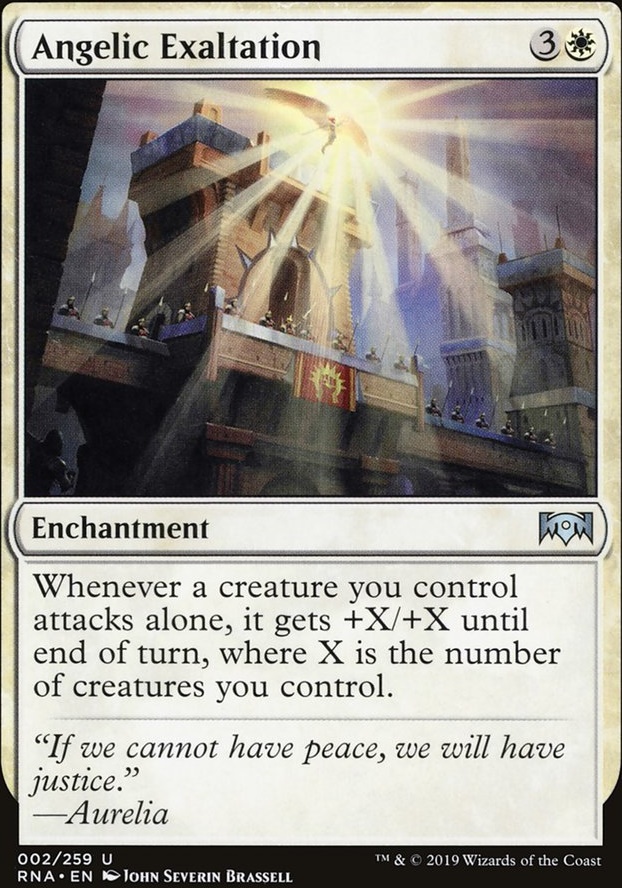 Angelic Exaltation 3
Enchantment
Whenever a creature you control
attacks alone, it gets +X/+X until
end of turn, where X is the number
of creatures you control.
“If we cannot have peace, we will have
justice.”
—Aurelia
002/259 U
RNA • EN John Severin Brassell
™ & © 2019 Wizards of the Coast